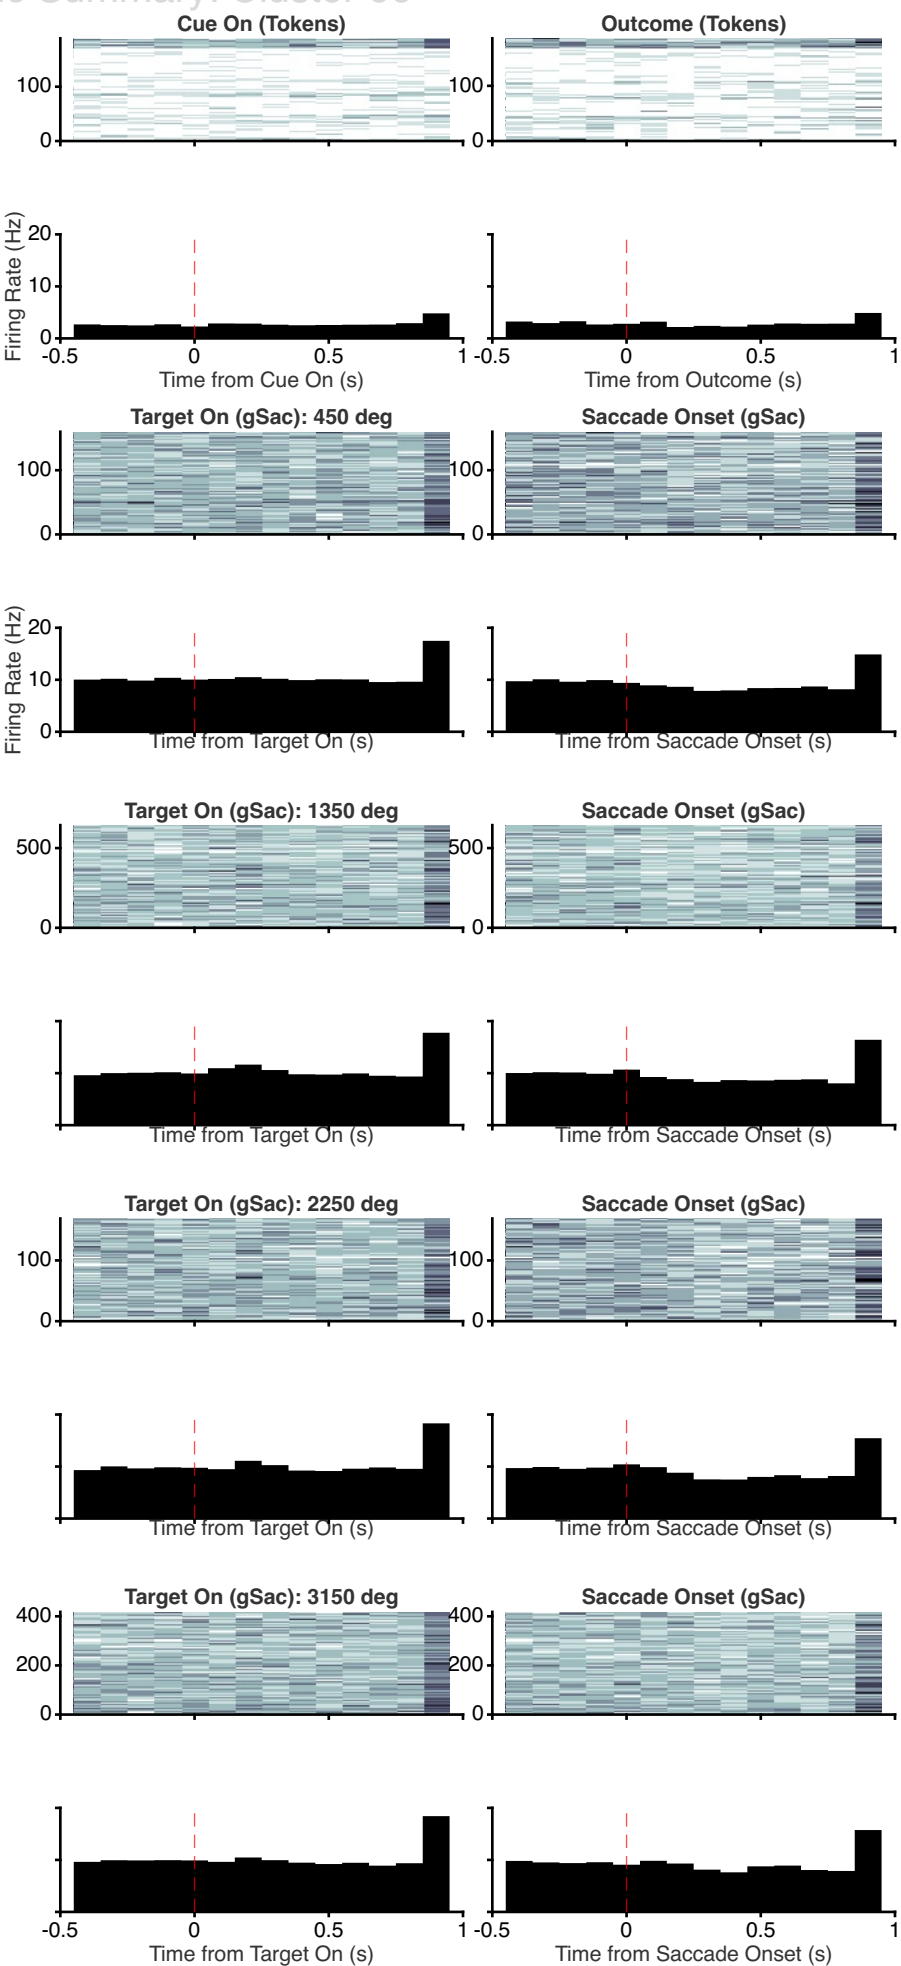 Summary: Cluster
Cue On (Tokens) Outcome (Tokens)
100 100
0 0
Firing Rate (Hz)
20
10
0
-0.5 0 0.5 1 -0.5 0 0.5 1
Time from Cue On (s) Time from Outcome (s)
Target On (gSac): 450 deg Saccade Onset (gSac)
100 100
0 0
Firing Rate (Hz)
20
10
0
Time from Target On (s) Time from Saccade Onset (s)
Target On (gSac): 1350 deg Saccade Onset (gSac)
500 500
0 0
Time from Target On (s) Time from Saccade Onset (s)
Target On (gSac): 2250 deg Saccade Onset (gSac)
100 100
0 0
Time from Target On (s) Time from Saccade Onset (s)
Target On (gSac): 3150 deg Saccade Onset (gSac)
400 400
200 200
0 0
-0.5 0 0.5 1 -0.5 0 0.5 1
Time from Target On (s) Time from Saccade Onset (s)